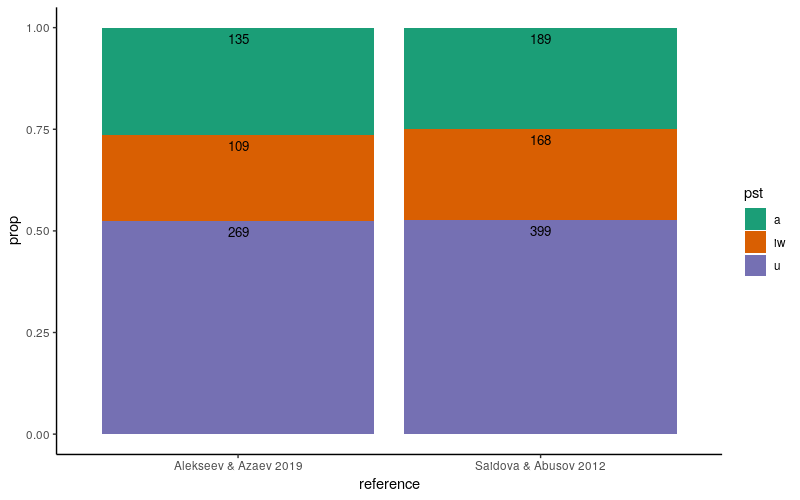 1.00
135
189
0.75
109
168
pst
a
iw
u
prop
0.50
269
399
0.25
0.00
Alekseev & Azaev 2019
Saidova & Abusov 2012
reference